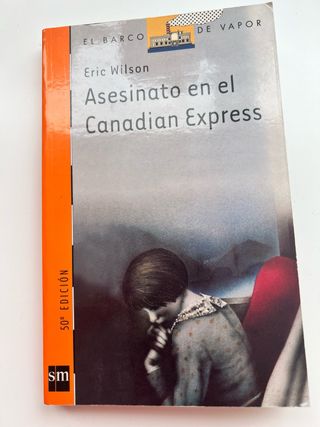 EL BARCO DE VAPOR
Eric Wilson
Asesinato en el
Canadian Express
50ª EDICIÓN
sm